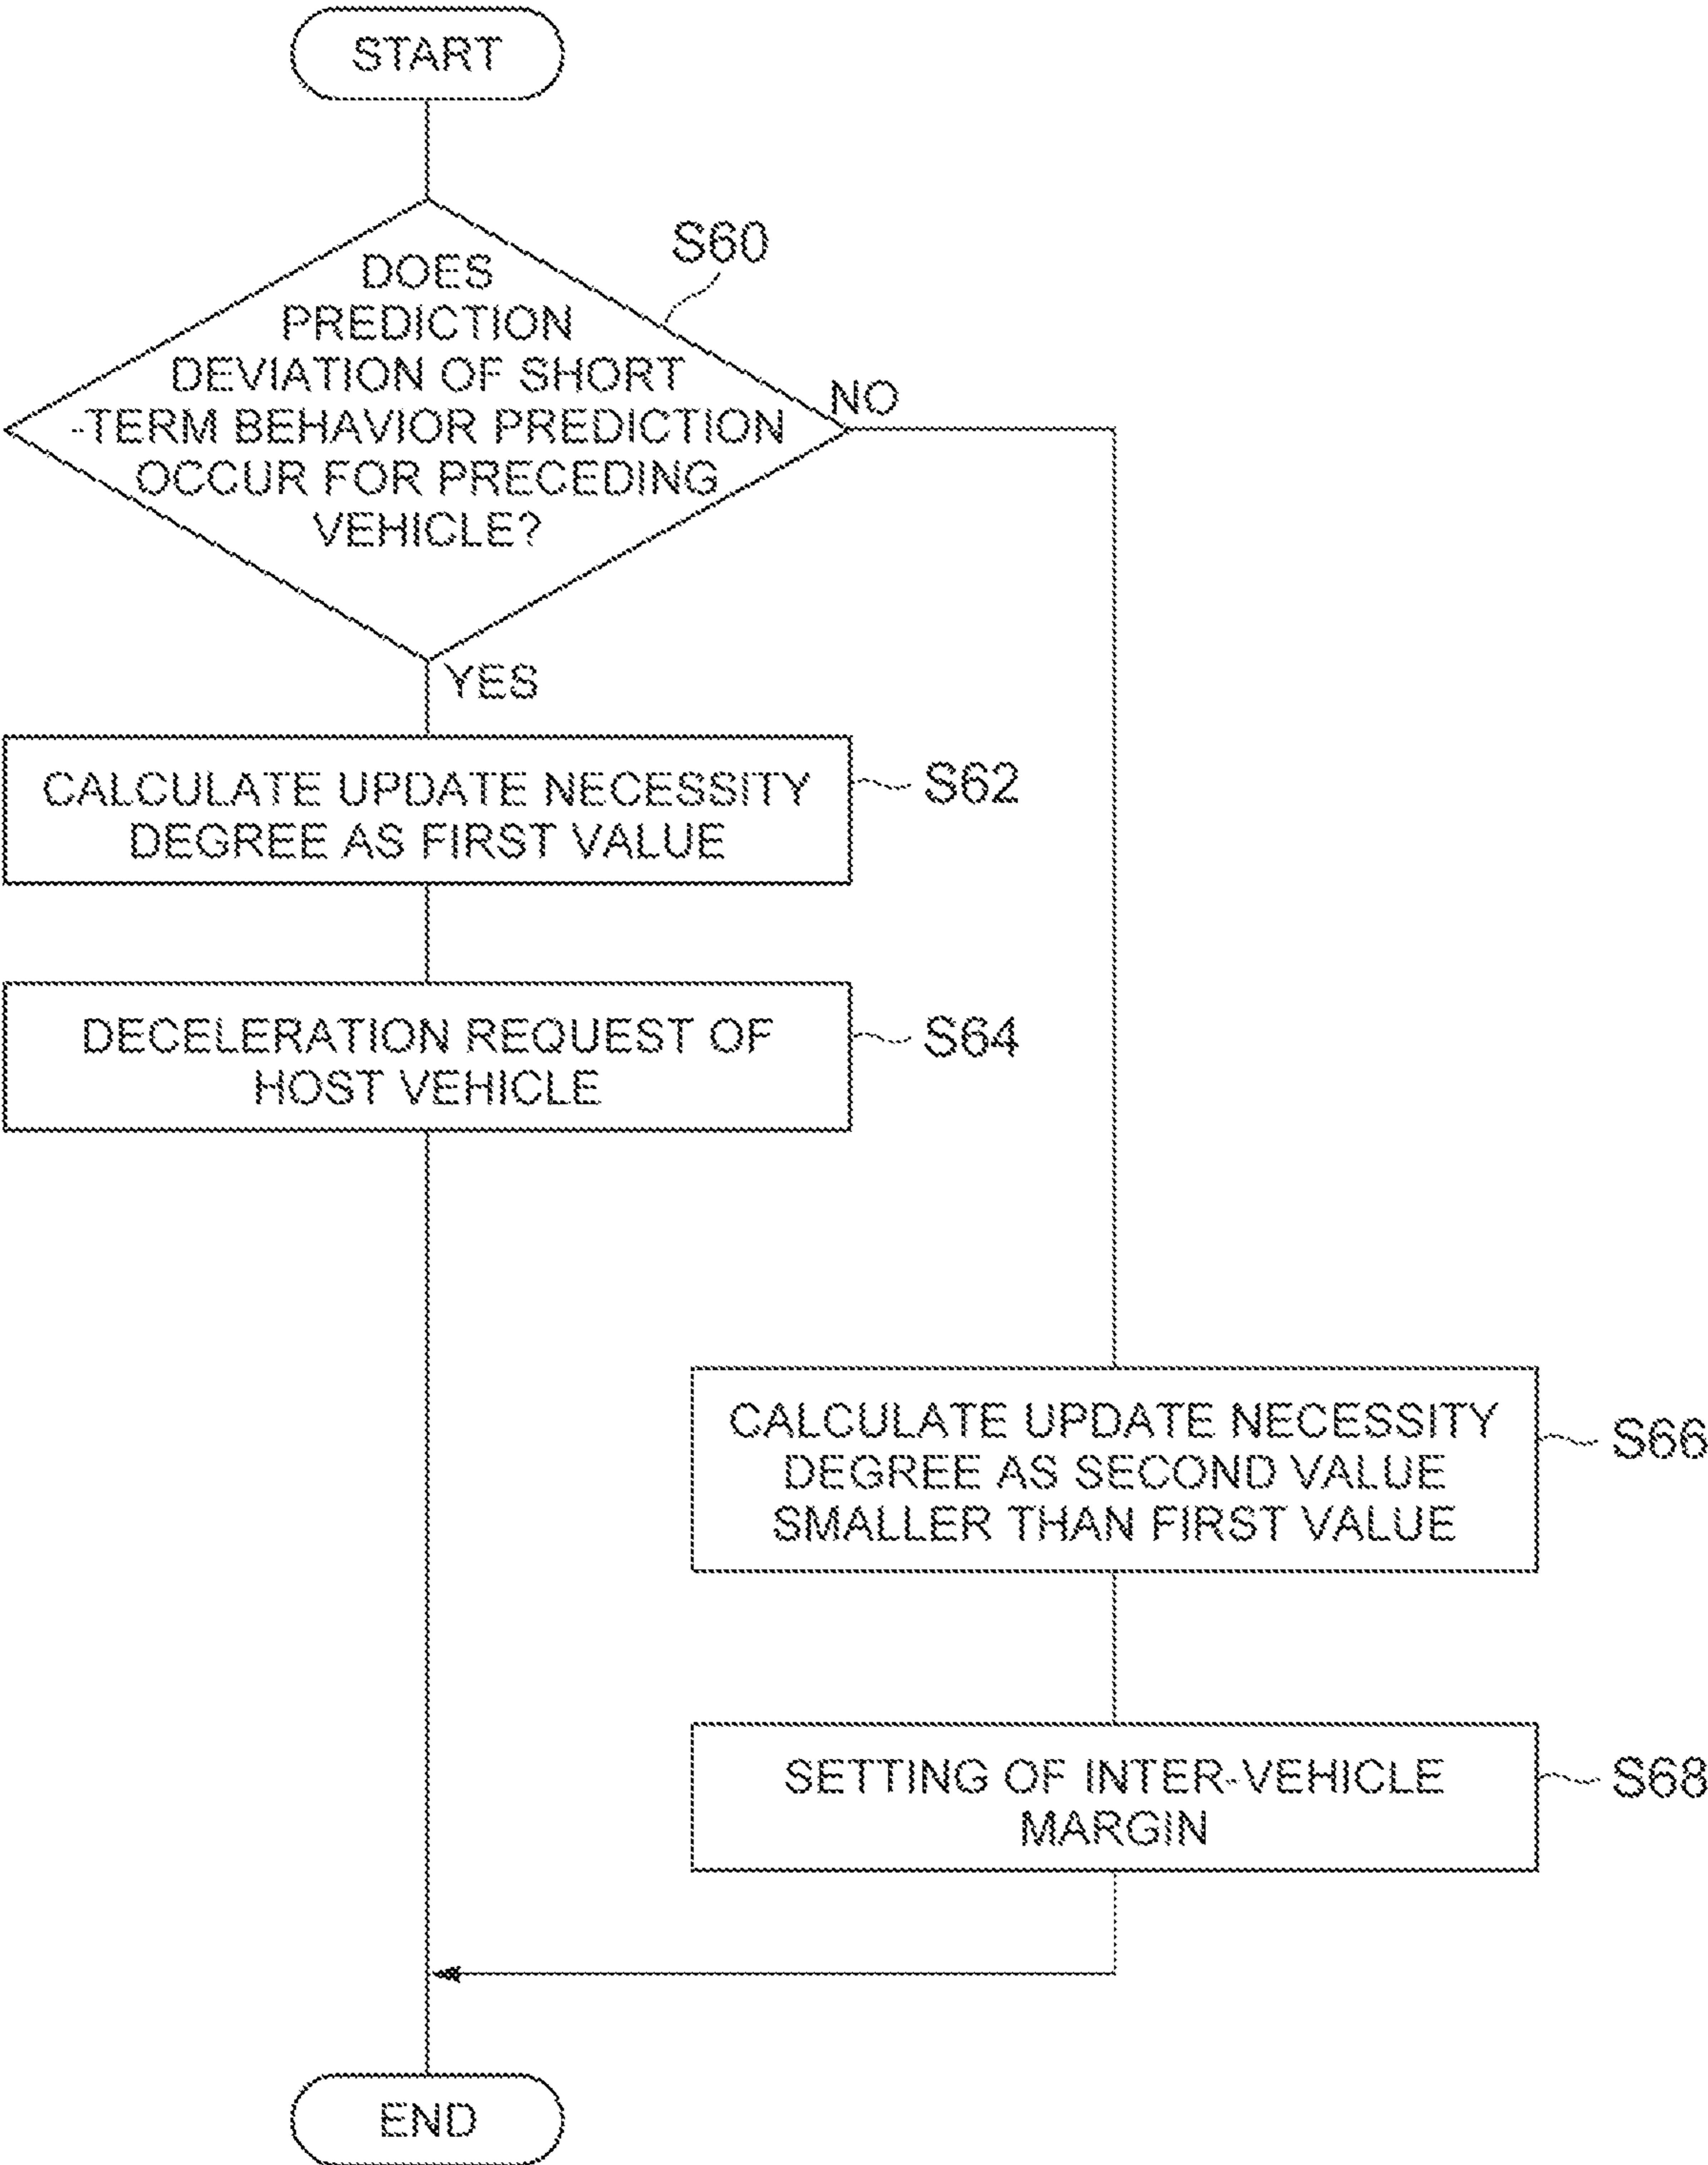 START
S60
DOES
PREDICTION
DEVIATION OF SHORT
-TERM BEHAVIOR PREDICTION
OCCUR FOR PRECEDING
VEHICLE?
NO
YES
CALCULATE UPDATE NECESSITY
DEGREE AS FIRST VALUE
S62
DECELERATION REQUEST OF
HOST VEHICLE
S64
CALCULATE UPDATE NECESSITY
DEGREE AS SECOND VALUE
SMALLER THAN FIRST VALUE
S66
SETTING OF INTER-VEHICLE
MARGIN
S68
END